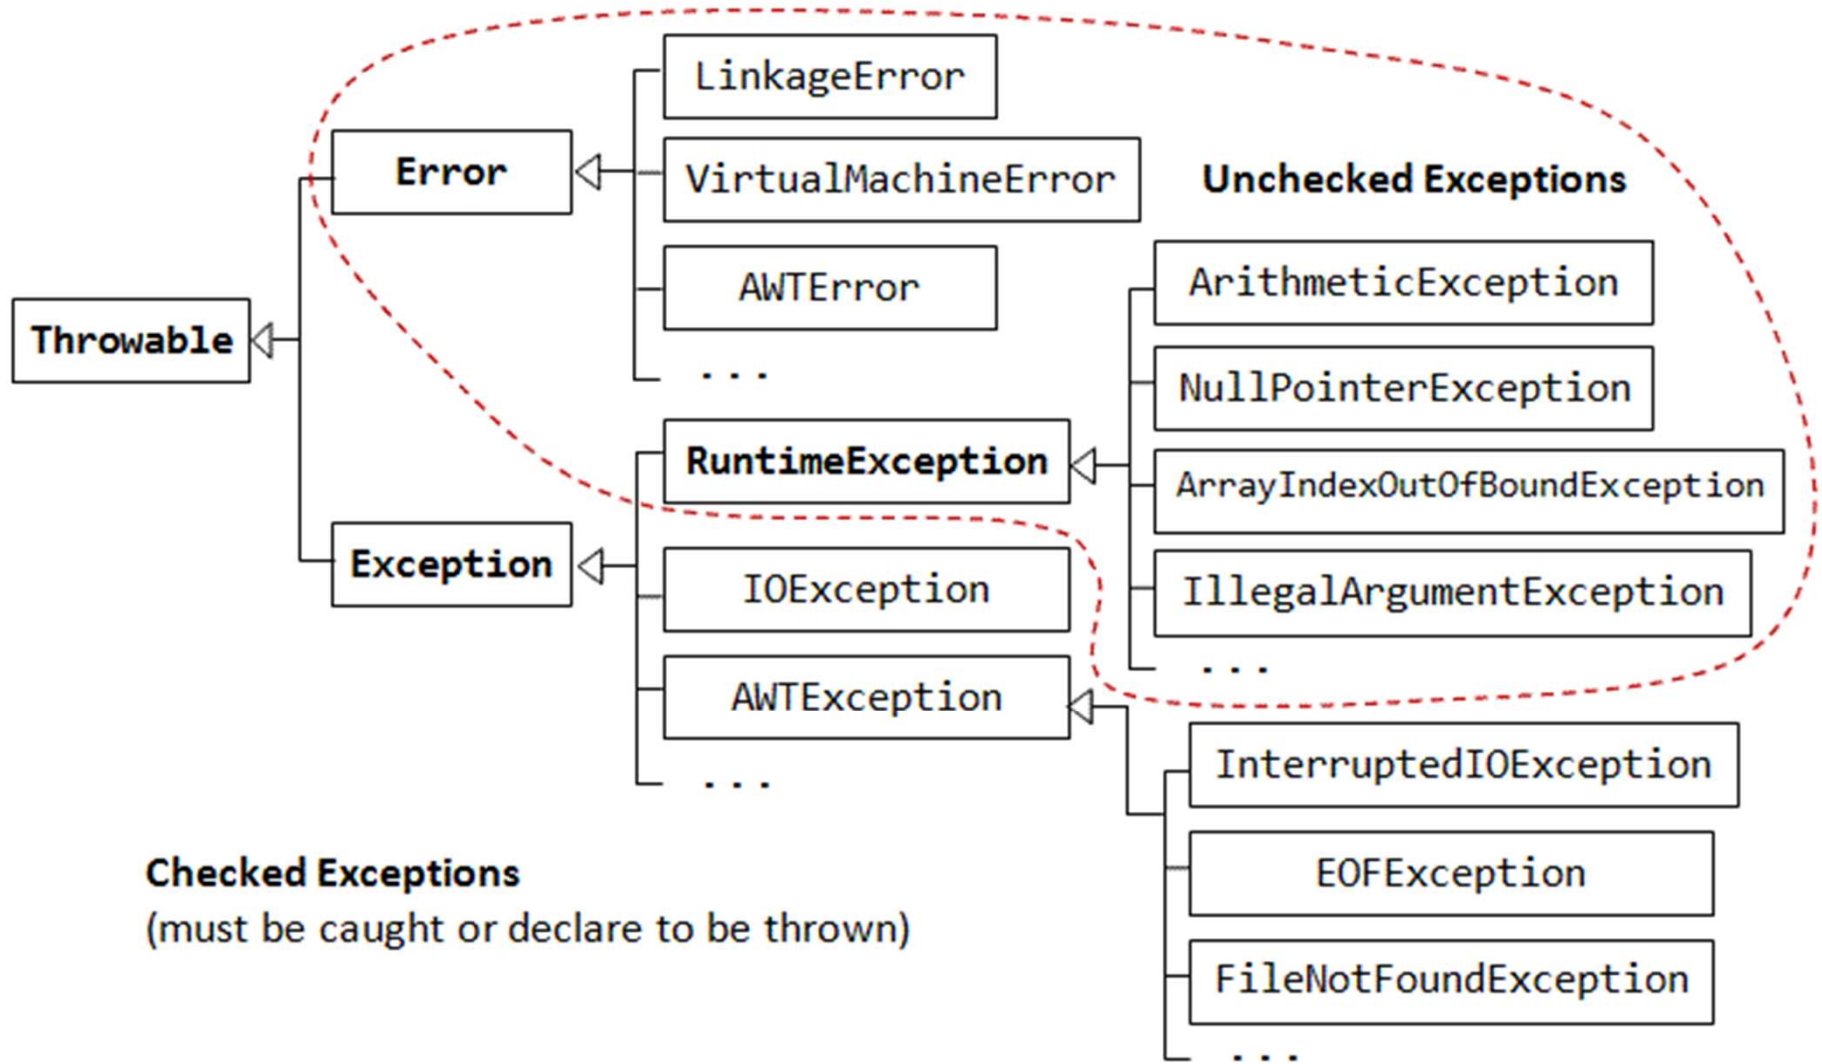 LinkageError
Error
VirtualMachineError
Unchecked Exceptions
AWTError
ArithmeticException
Throwable
...
NullPointerException
RuntimeException
ArrayIndexOutOfBoundException
Exception
IOException
IllegalArgumentException
...
AWTException
...
InterruptedIOException
Checked Exceptions
(must be caught or declare to be thrown)
EOFException
FileNotFoundException
...